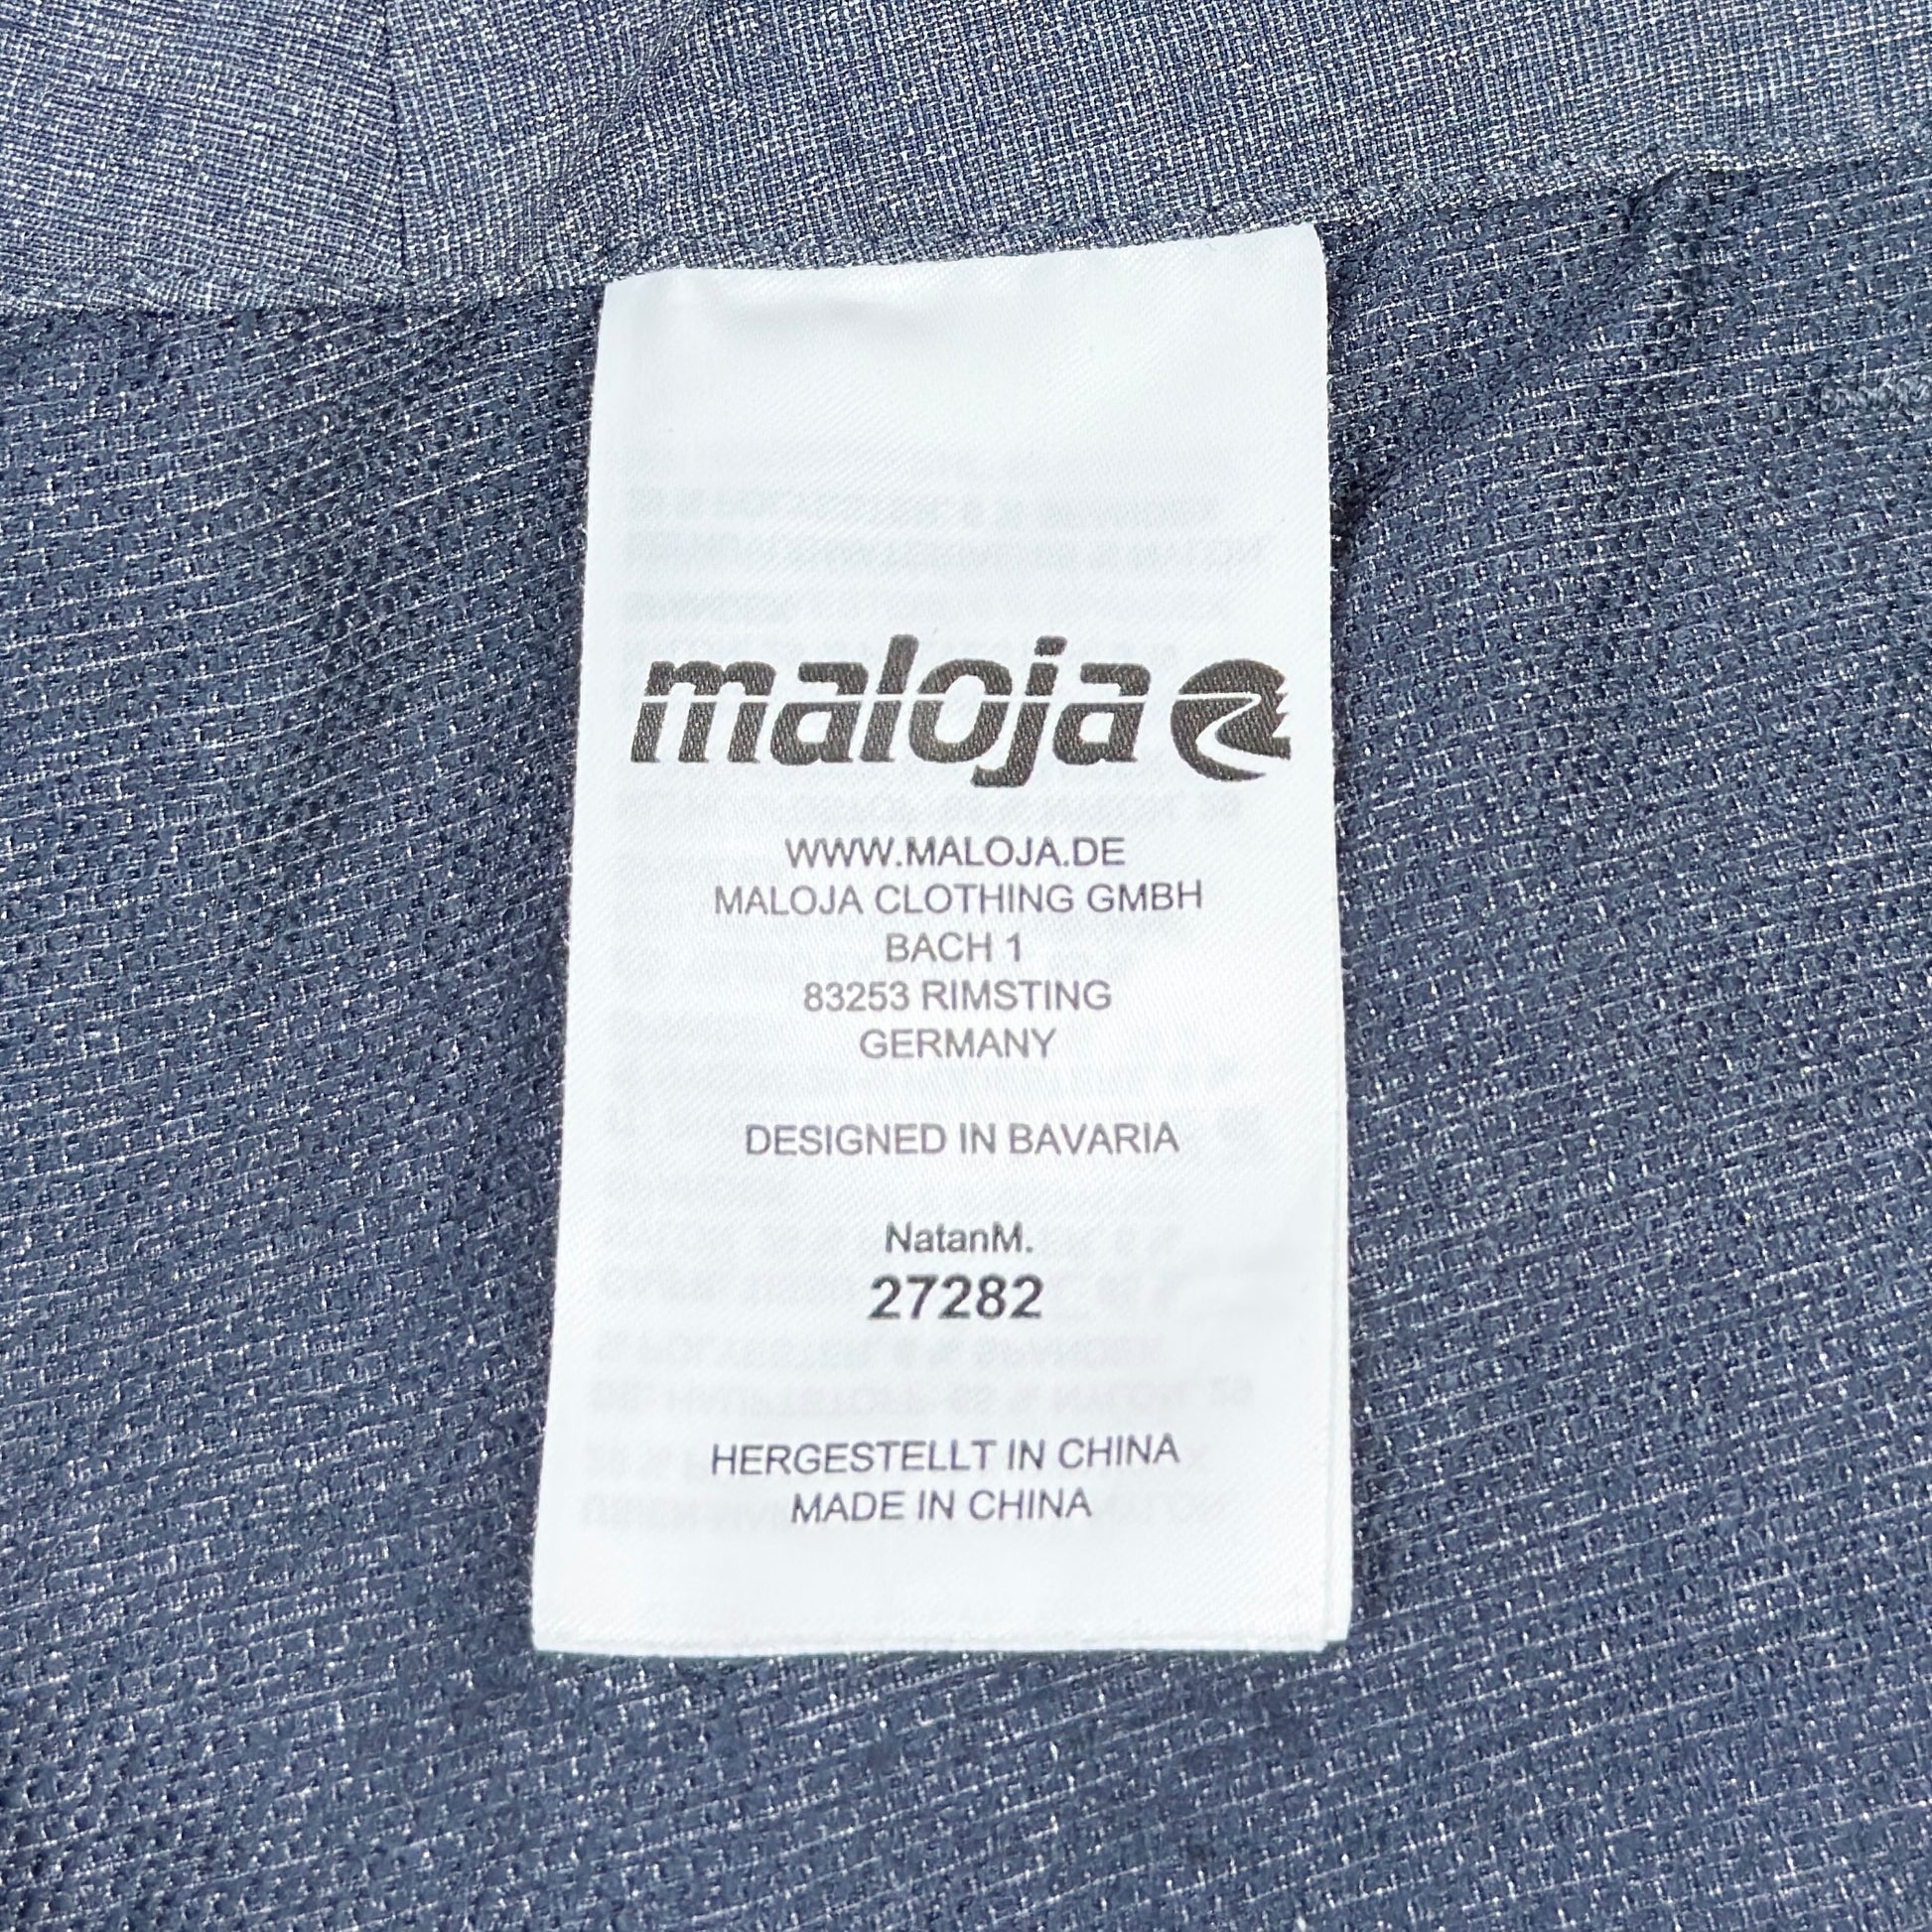 maloja
WWW.MALOJA.DE
MALOJA CLOTHING GMBH
BACH 1
83253 RIMSTING
GERMANY
DESIGNED IN BAVARIA
NatanM.
27282
HERGESTELLT IN CHINA
MADE IN CHINA